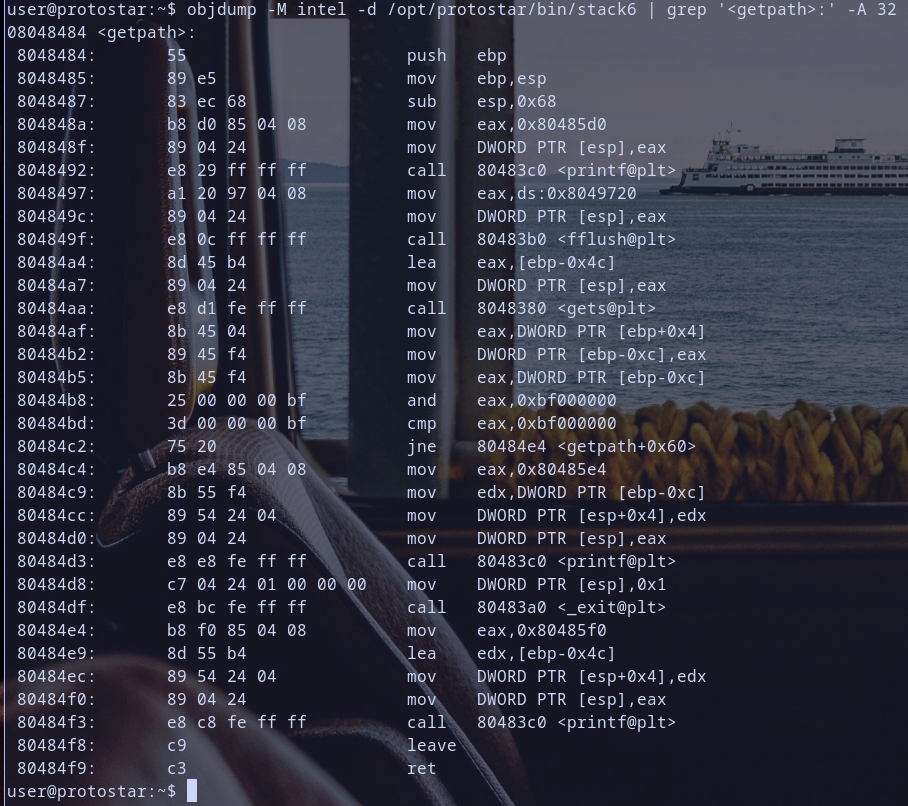 user@protostar:~$ objdump -M intel -d /opt/protostar/bin/stack6 | grep '<getpath>:' -A 32
08048484 <getpath>:
 8048484:	55                   	push   ebp
 8048485:	89 e5                	mov    ebp,esp
 8048487:	83 ec 68             	sub    esp,0x68
 804848a:	b8 d0 85 04 08       	mov    eax,0x80485d0
 804848f:	89 04 24             	mov    DWORD PTR [esp],eax
 8048492:	e8 29 ff ff ff       	call   80483c0 <printf@plt>
 8048497:	a1 20 97 04 08       	mov    eax,ds:0x8049720
 804849c:	89 04 24             	mov    DWORD PTR [esp],eax
 804849f:	e8 0c ff ff ff       	call   80483b0 <fflush@plt>
 80484a4:	8d 45 b4             	lea    eax,[ebp-0x4c]
 80484a7:	89 04 24             	mov    DWORD PTR [esp],eax
 80484aa:	e8 d1 fe ff ff       	call   8048380 <gets@plt>
 80484af:	8b 45 04             	mov    eax,DWORD PTR [ebp+0x4]
 80484b2:	89 45 f4             	mov    DWORD PTR [ebp-0xc],eax
 80484b5:	8b 45 f4             	mov    eax,DWORD PTR [ebp-0xc]
 80484b8:	25 00 00 00 bf       	and    eax,0xbf000000
 80484bd:	3d 00 00 00 bf       	cmp    eax,0xbf000000
 80484c2:	75 20                	jne    80484e4 <getpath+0x60>
 80484c4:	b8 e4 85 04 08       	mov    eax,0x80485e4
 80484c9:	8b 55 f4             	mov    edx,DWORD PTR [ebp-0xc]
 80484cc:	89 54 24 04          	mov    DWORD PTR [esp+0x4],edx
 80484d0:	89 04 24             	mov    DWORD PTR [esp],eax
 80484d3:	e8 e8 fe ff ff       	call   80483c0 <printf@plt>
 80484d8:	c7 04 24 01 00 00 00 	mov    DWORD PTR [esp],0x1
 80484df:	e8 bc fe ff ff       	call   80483a0 <_exit@plt>
 80484e4:	b8 f0 85 04 08       	mov    eax,0x80485f0
 80484e9:	8d 55 b4             	lea    edx,[ebp-0x4c]
 80484ec:	89 54 24 04          	mov    DWORD PTR [esp+0x4],edx
 80484f0:	89 04 24             	mov    DWORD PTR [esp],eax
 80484f3:	e8 c8 fe ff ff       	call   80483c0 <printf@plt>
 80484f8:	c9                   	leave
 80484f9:	c3                   	ret
user@protostar:~$